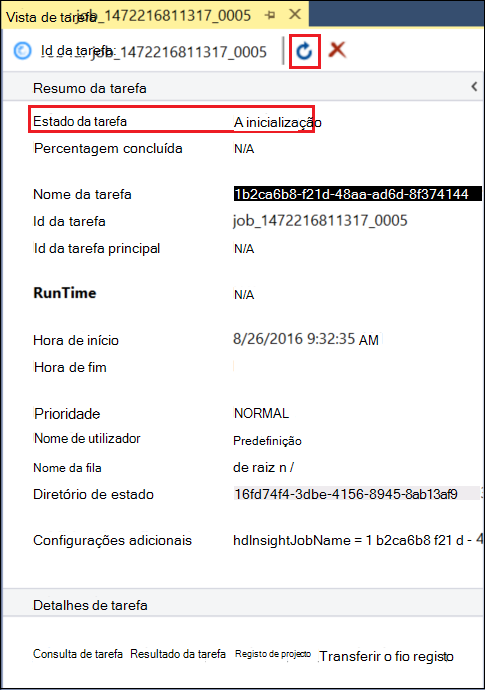 Vista de tarefa job_1472216811317_0005
Id da tarefa: job_1472216811317_0005
Resumo da tarefa
Estado da tarefa A inicialização
Percentagem concluída N/A
Nome da tarefa 1b2ca6b8-f21d-48aa-ad6d-8f374144
Id da tarefa job_1472216811317_0005
Id da tarefa principal N/A
RunTime N/A
Hora de início 8/26/2016 9:32:35 AM
Hora de fim
Prioridade NORMAL
Nome de utilizador Predefinição
Nome da fila de raiz n /
Diretório de estado 16fd74f4-3dbe-4156-8945-8ab13af9
Configurações adicionais hdInsightJobName = 1 b2ca6b8 f21 d - 4
Detalhes de tarefa
Consulta de tarefa Resultado da tarefa Registo de projecto Transferir o fio registo